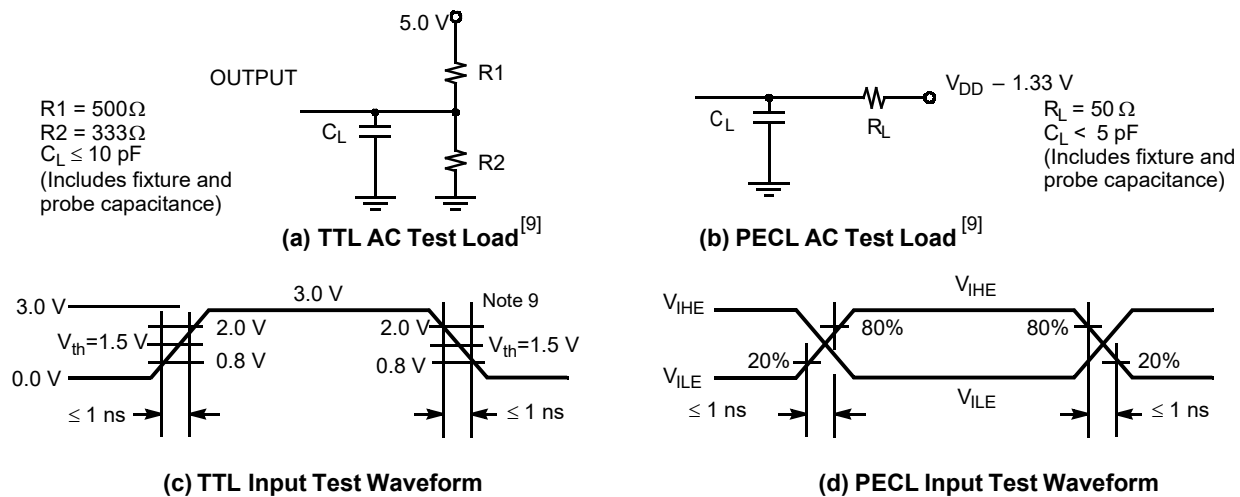 5.0 V
OUTPUT
R1
R1 = 500Ω
R2 = 333Ω
C_L ≤ 10 pF
(Includes fixture and
probe capacitance)
C_L
R2
(a) TTL AC Test Load[9]
V_DD – 1.33 V
C_L
R_L
R_L = 50 Ω
C_L < 5 pF
(Includes fixture and
probe capacitance)
(b) PECL AC Test Load[9]
3.0 V
3.0 V
2.0 V
V_th=1.5 V
0.8 V
0.0 V
2.0 V
Note 9
V_th=1.5 V
0.8 V
≤ 1 ns
≤ 1 ns
(c) TTL Input Test Waveform
V_IHE
V_IHE
80%
80%
20%
20%
V_ILE
V_ILE
≤ 1 ns
≤ 1 ns
(d) PECL Input Test Waveform